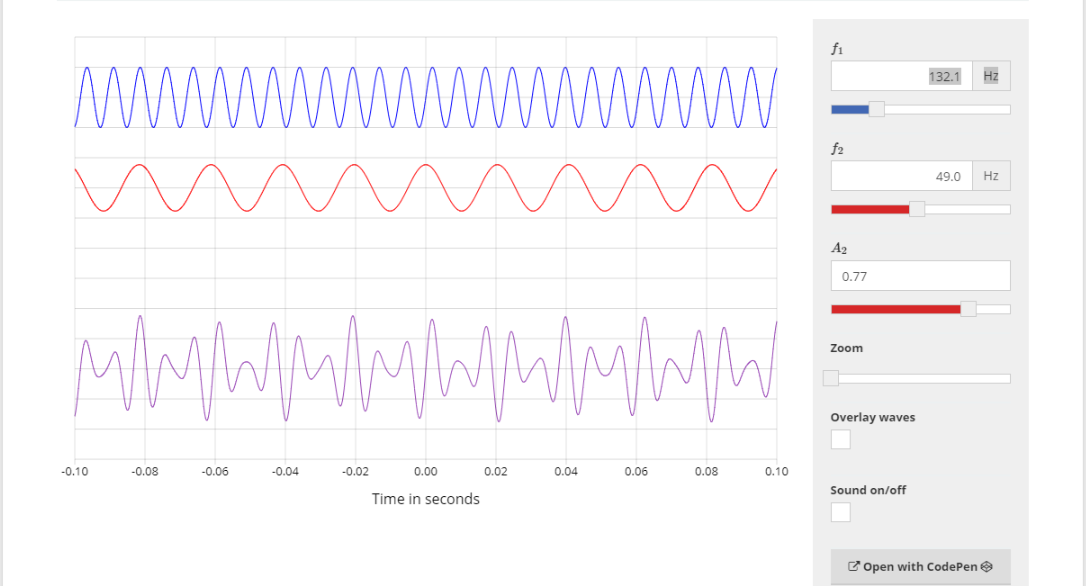 f1
132.1 Hz
f2
49.0 Hz
A2
0.77
Zoom
Overlay waves
Sound on/off
Open with CodePen
-0.10 -0.08 -0.06 -0.04 -0.02 0.00 0.02 0.04 0.06 0.08 0.10
Time in seconds